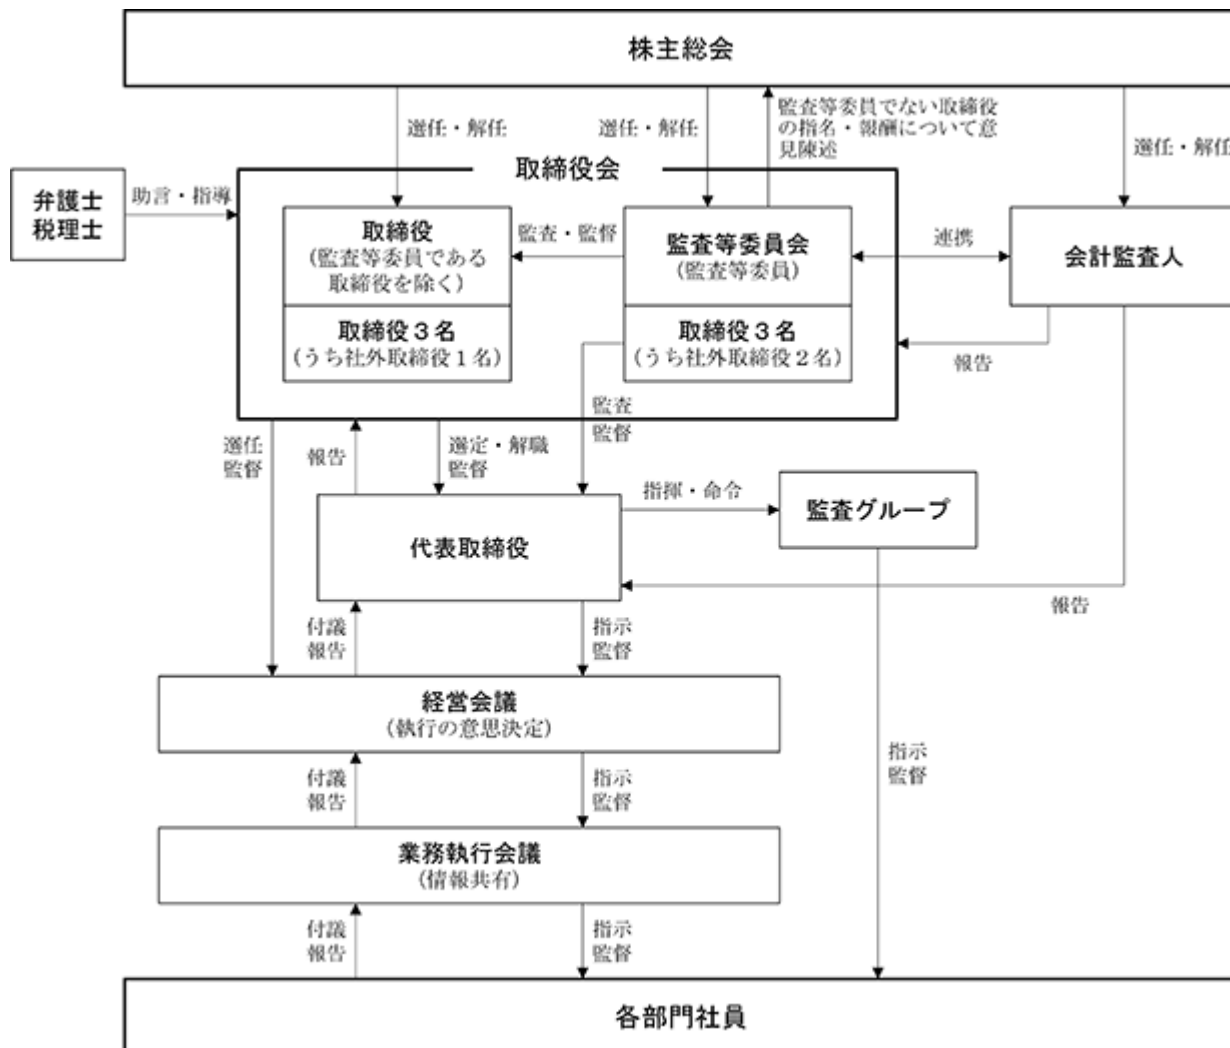 株主総会
選任・解任
選任・解任
監査等委員でない取締役
の指名・報酬について意
見陳述
選任・解任
取締役会
弁護士
税理士
助言・指導
取締役
(監査等委員である
取締役を除く)
監査・監督
監査等委員会
(監査等委員)
連携
会計監査人
取締役3名
(うち社外取締役1名)
取締役3名
(うち社外取締役2名)
報告
監査
監督
選任
監督
報告
選定・解職
監督
指揮・命令
監査グループ
代表取締役
報告
付議
報告
指示
監督
経営会議
(執行の意思決定)
付議
報告
指示
監督
指示
監督
業務執行会議
(情報共有)
付議
報告
指示
監督
各部門社員